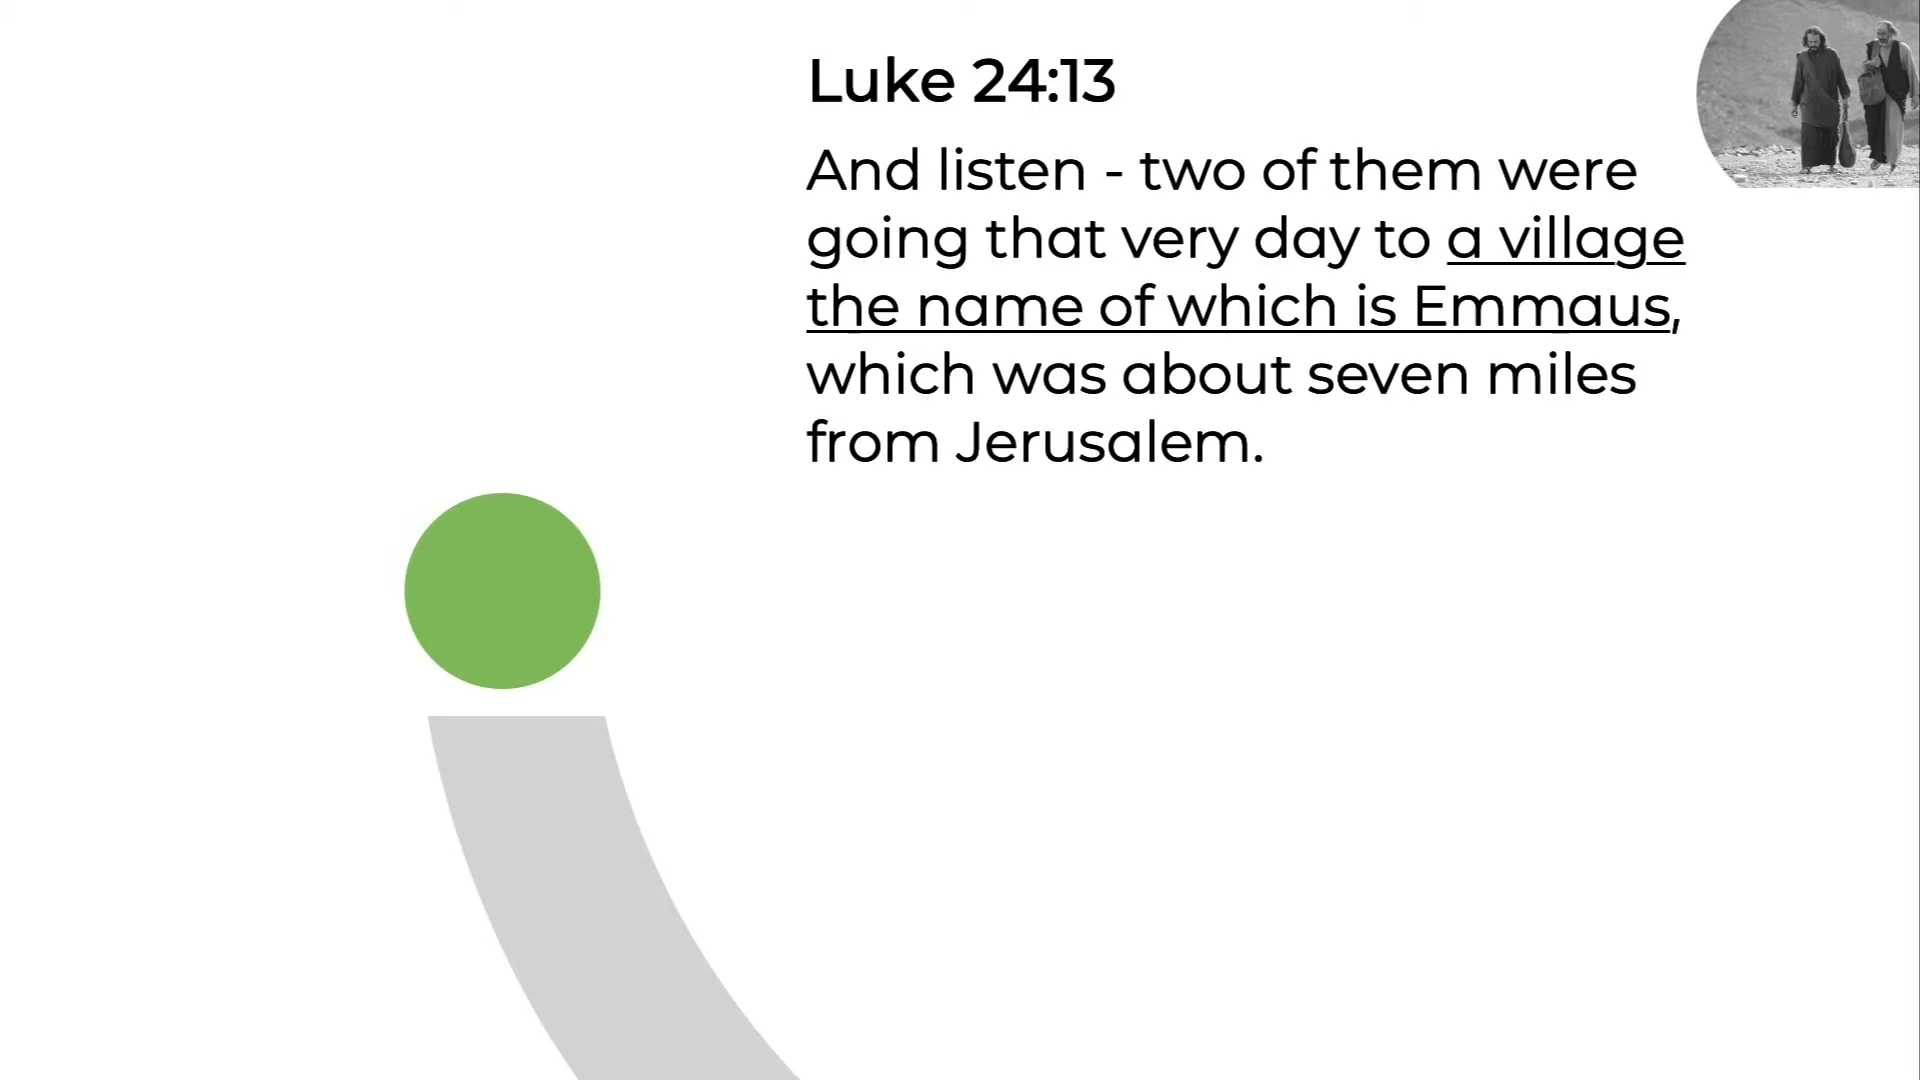 Luke 24:13
And listen - two of them were
going that very day to a village
the name of which is Emmaus,
which was about seven miles
from Jerusalem.